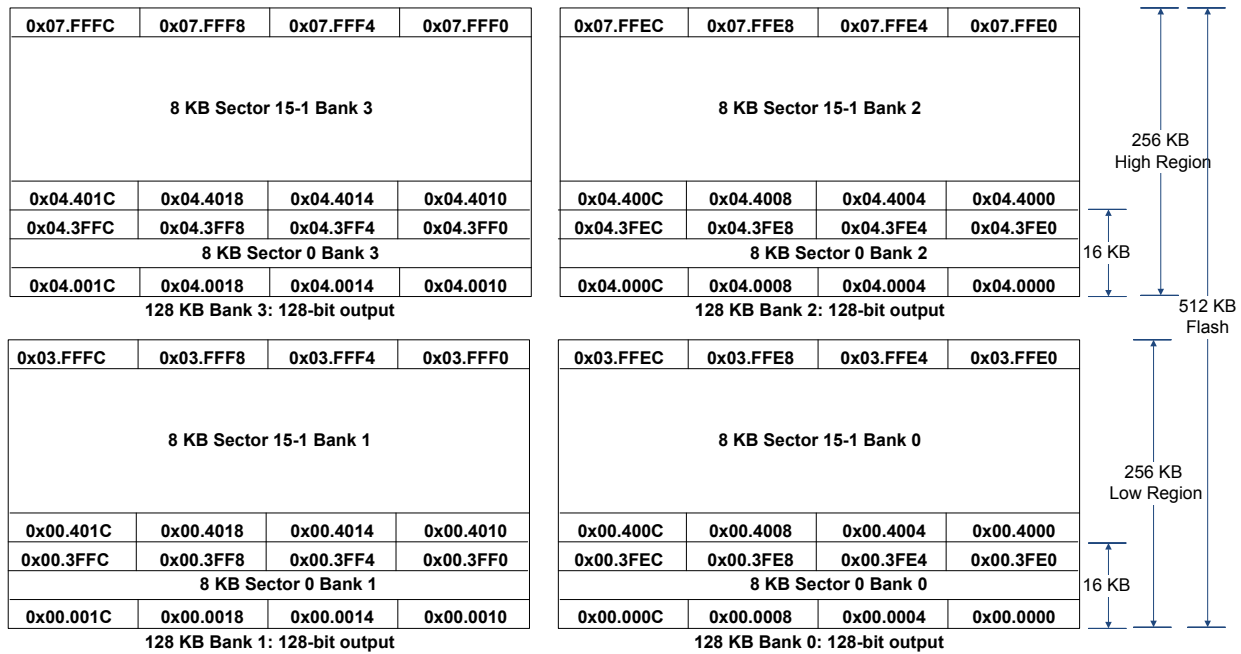 0x07.FFFC 0x07.FFF8 0x07.FFF4 0x07.FFF0
8 KB Sector 15-1 Bank 3
0x04.401C 0x04.4018 0x04.4014 0x04.4010
0x04.3FFC 0x04.3FF8 0x04.3FF4 0x04.3FF0
8 KB Sector 0 Bank 3
0x04.001C 0x04.0018 0x04.0014 0x04.0010
128 KB Bank 3: 128-bit output
0x07.FFEC 0x07.FFE8 0x07.FFE4 0x07.FFE0
8 KB Sector 15-1 Bank 2
0x04.400C 0x04.4008 0x04.4004 0x04.4000
0x04.3FEC 0x04.3FE8 0x04.3FE4 0x04.3FE0
8 KB Sector 0 Bank 2
0x04.000C 0x04.0008 0x04.0004 0x04.0000
128 KB Bank 2: 128-bit output
256 KB
High Region
16 KB
512 KB
Flash
0x03.FFFC 0x03.FFF8 0x03.FFF4 0x03.FFF0
8 KB Sector 15-1 Bank 1
0x00.401C 0x00.4018 0x00.4014 0x00.4010
0x00.3FFC 0x00.3FF8 0x00.3FF4 0x00.3FF0
8 KB Sector 0 Bank 1
0x00.001C 0x00.0018 0x00.0014 0x00.0010
128 KB Bank 1: 128-bit output
0x03.FFEC 0x03.FFE8 0x03.FFE4 0x03.FFE0
8 KB Sector 15-1 Bank 0
0x00.400C 0x00.4008 0x00.4004 0x00.4000
0x00.3FEC 0x00.3FE8 0x00.3FE4 0x00.3FE0
8 KB Sector 0 Bank 0
0x00.000C 0x00.0008 0x00.0004 0x00.0000
128 KB Bank 0: 128-bit output
256 KB
Low Region
16 KB